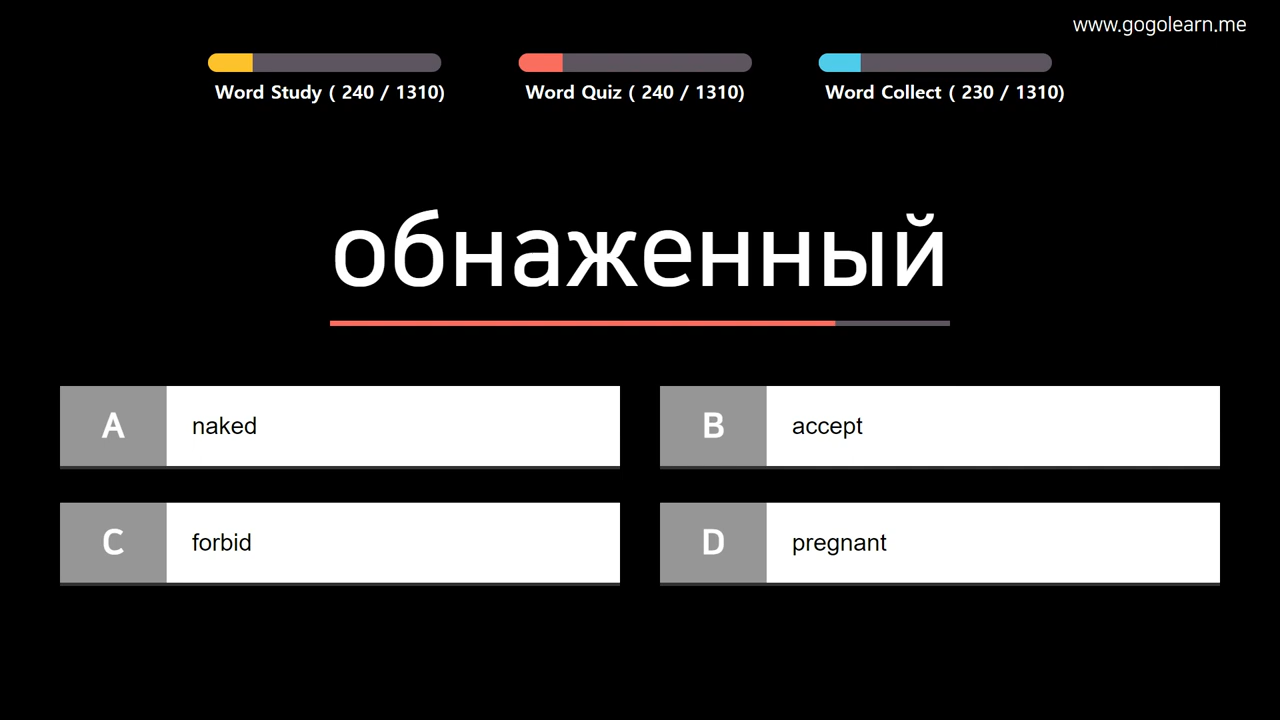 www.gogolearn.me
Word Study ( 240 / 1310)
Word Quiz ( 240 / 1310)
Word Collect ( 230 / 1310)
обнаженный
A naked
B accept
C forbid
D pregnant